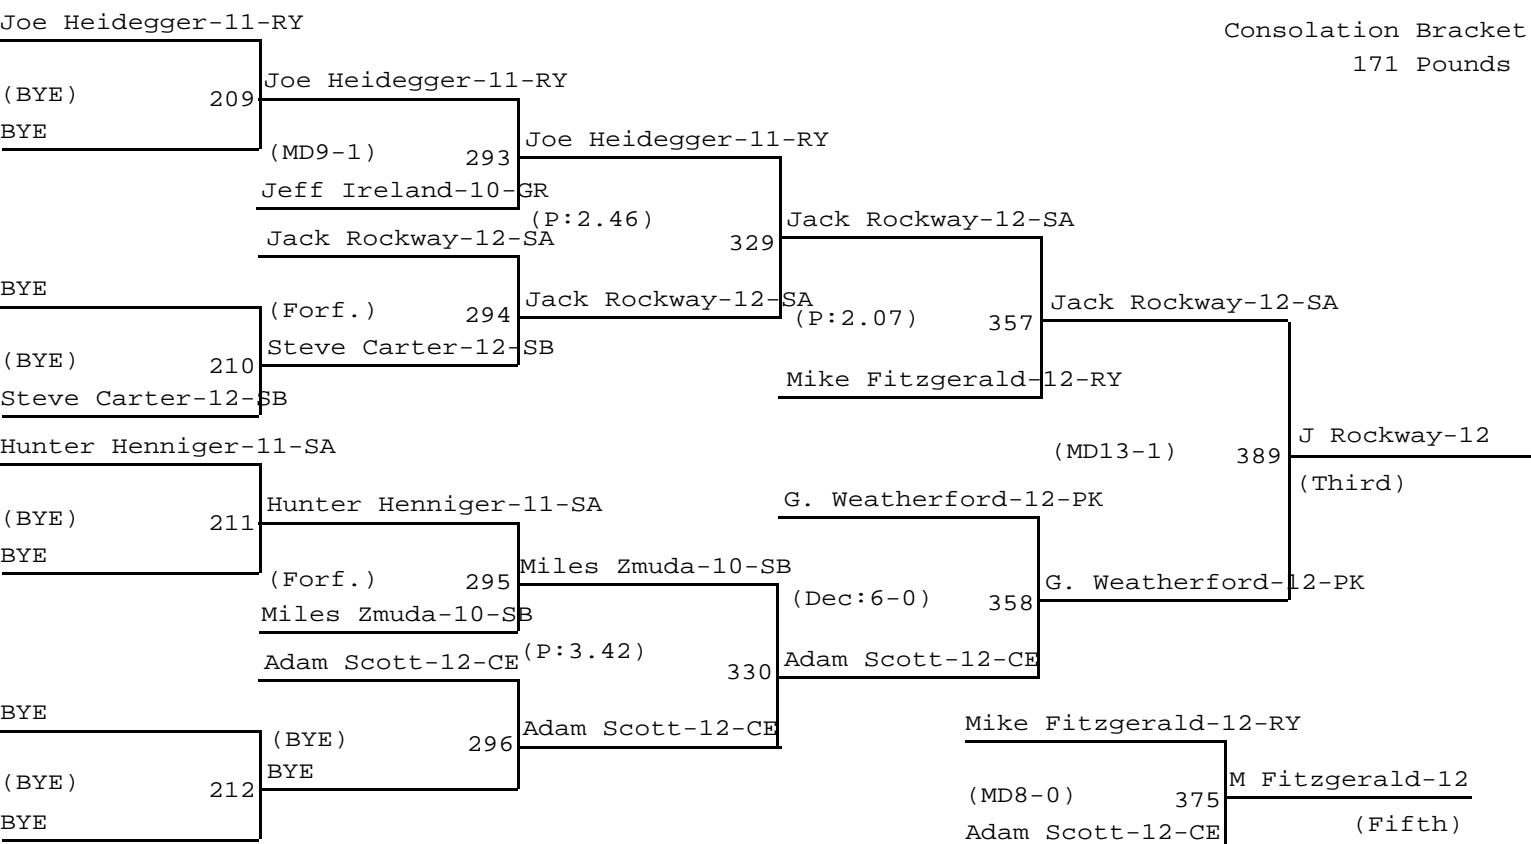 Joe Heidegger-11-RY
Consolation Bracket
171 Pounds
Joe Heidegger-11-RY
(BYE)
209
BYE
Joe Heidegger-11-RY
(MD9-1)
293
Jeff Ireland-10-GR
(P:2.46)
Jack Rockway-12-SA
329
Jack Rockway-12-SA
BYE
(Forf.)
294
Jack Rockway-12-SA
(P:2.07)
357
Jack Rockway-12-SA
Steve Carter-12-SB
(BYE)
210
Mike Fitzgerald-12-RY
Steve Carter-12-SB
Hunter Henniger-11-SA
(MD13-1)
389
J Rockway-12
(Third)
G. Weatherford-12-PK
Hunter Henniger-11-SA
(BYE)
211
BYE
(Forf.)
295
Miles Zmuda-10-SB
(Dec:6-0)
358
G. Weatherford-12-PK
Miles Zmuda-10-SB
(P:3.42)
Adam Scott-12-CE
330
Adam Scott-12-CE
BYE
(BYE)
296
Adam Scott-12-CE
Mike Fitzgerald-12-RY
BYE
(BYE)
212
M Fitzgerald-12
(MD8-0)
375
BYE
Adam Scott-12-CE
(Fifth)